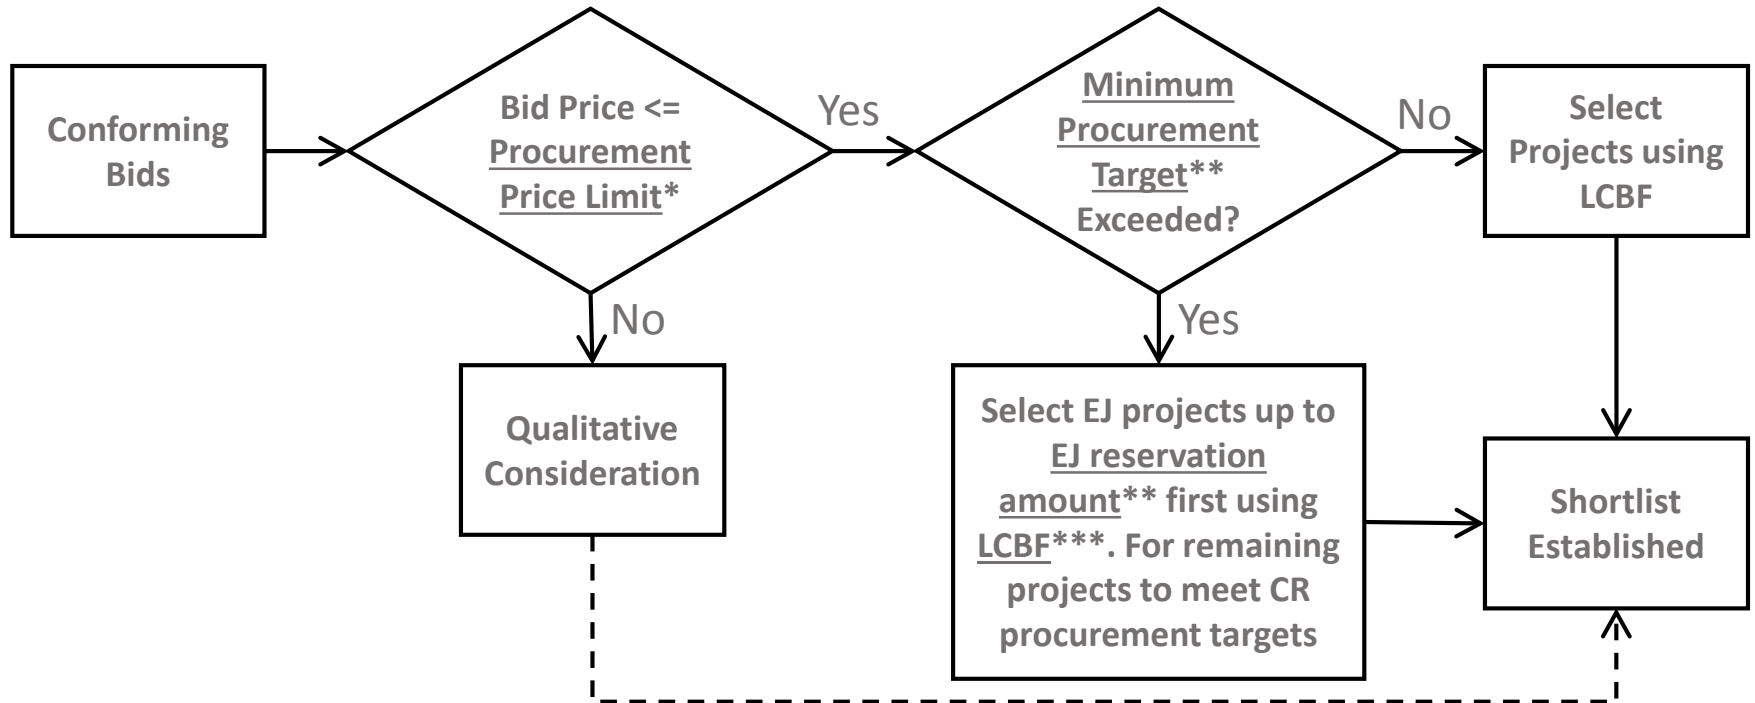 Conforming
Bids
Bid Price <=
Procurement
Price Limit*
Yes
Minimum
Procurement
Target**
Exceeded?
No
Select
Projects using
LCBF
No
Yes
Qualitative
Consideration
Select EJ projects up to
EJ reservation
amount** first using
LCBF***. For remaining
projects to meet CR
procurement targets
Shortlist
Established